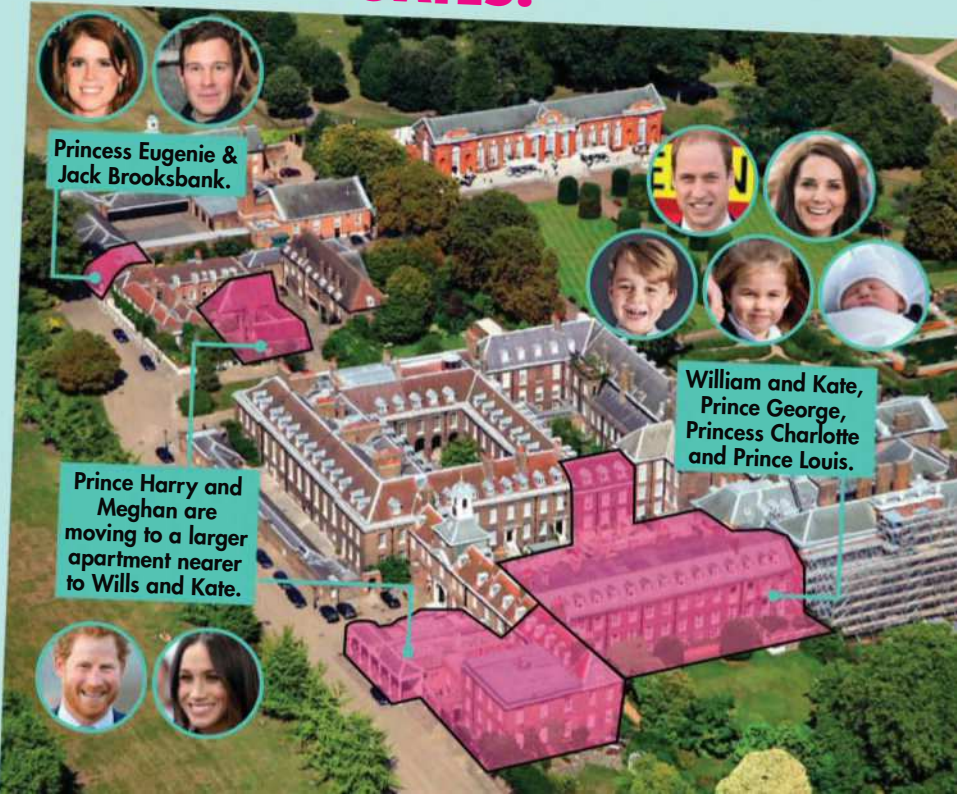 Princess Eugenie &
Jack Brooksbank.
William and Kate,
Prince George,
Princess Charlotte
and Prince Louis.
Prince Harry and
Meghan are
moving to a larger
apartment nearer
to Wills and Kate.